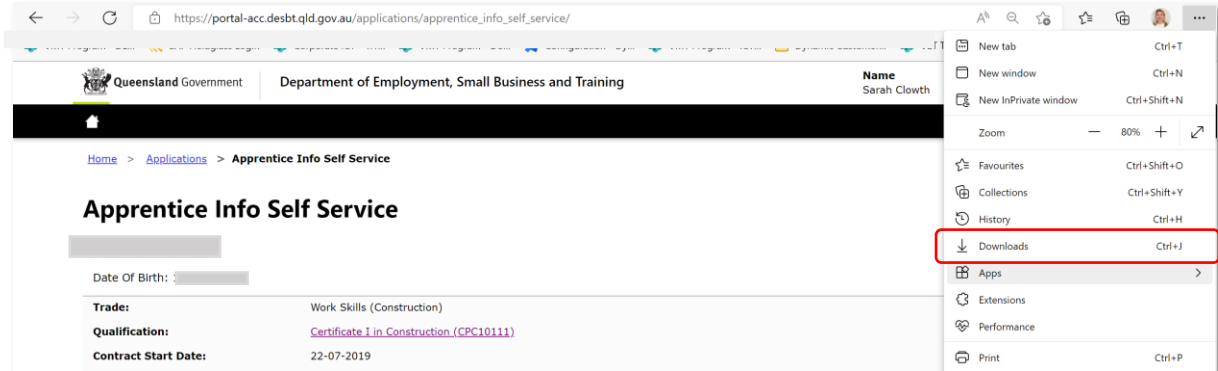 https://portal-acc.desbt.qld.gov.au/applications/apprentice_info_self_service/
Queensland Government
Department of Employment, Small Business and Training
Name
Sarah Clowth
Home > Applications > Apprentice Info Self Service
Apprentice Info Self Service
Date Of Birth:
Trade: Work Skills (Construction)
Qualification: Certificate I in Construction (CPC10111)
Contract Start Date: 22-07-2019
New tab Ctrl+T
New window Ctrl+N
New InPrivate window Ctrl+Shift+N
Zoom — 80% +
Favourites Ctrl+Shift+O
Collections Ctrl+Shift+Y
History Ctrl+H
Downloads Ctrl+J
Apps
Extensions
Performance
Print Ctrl+P